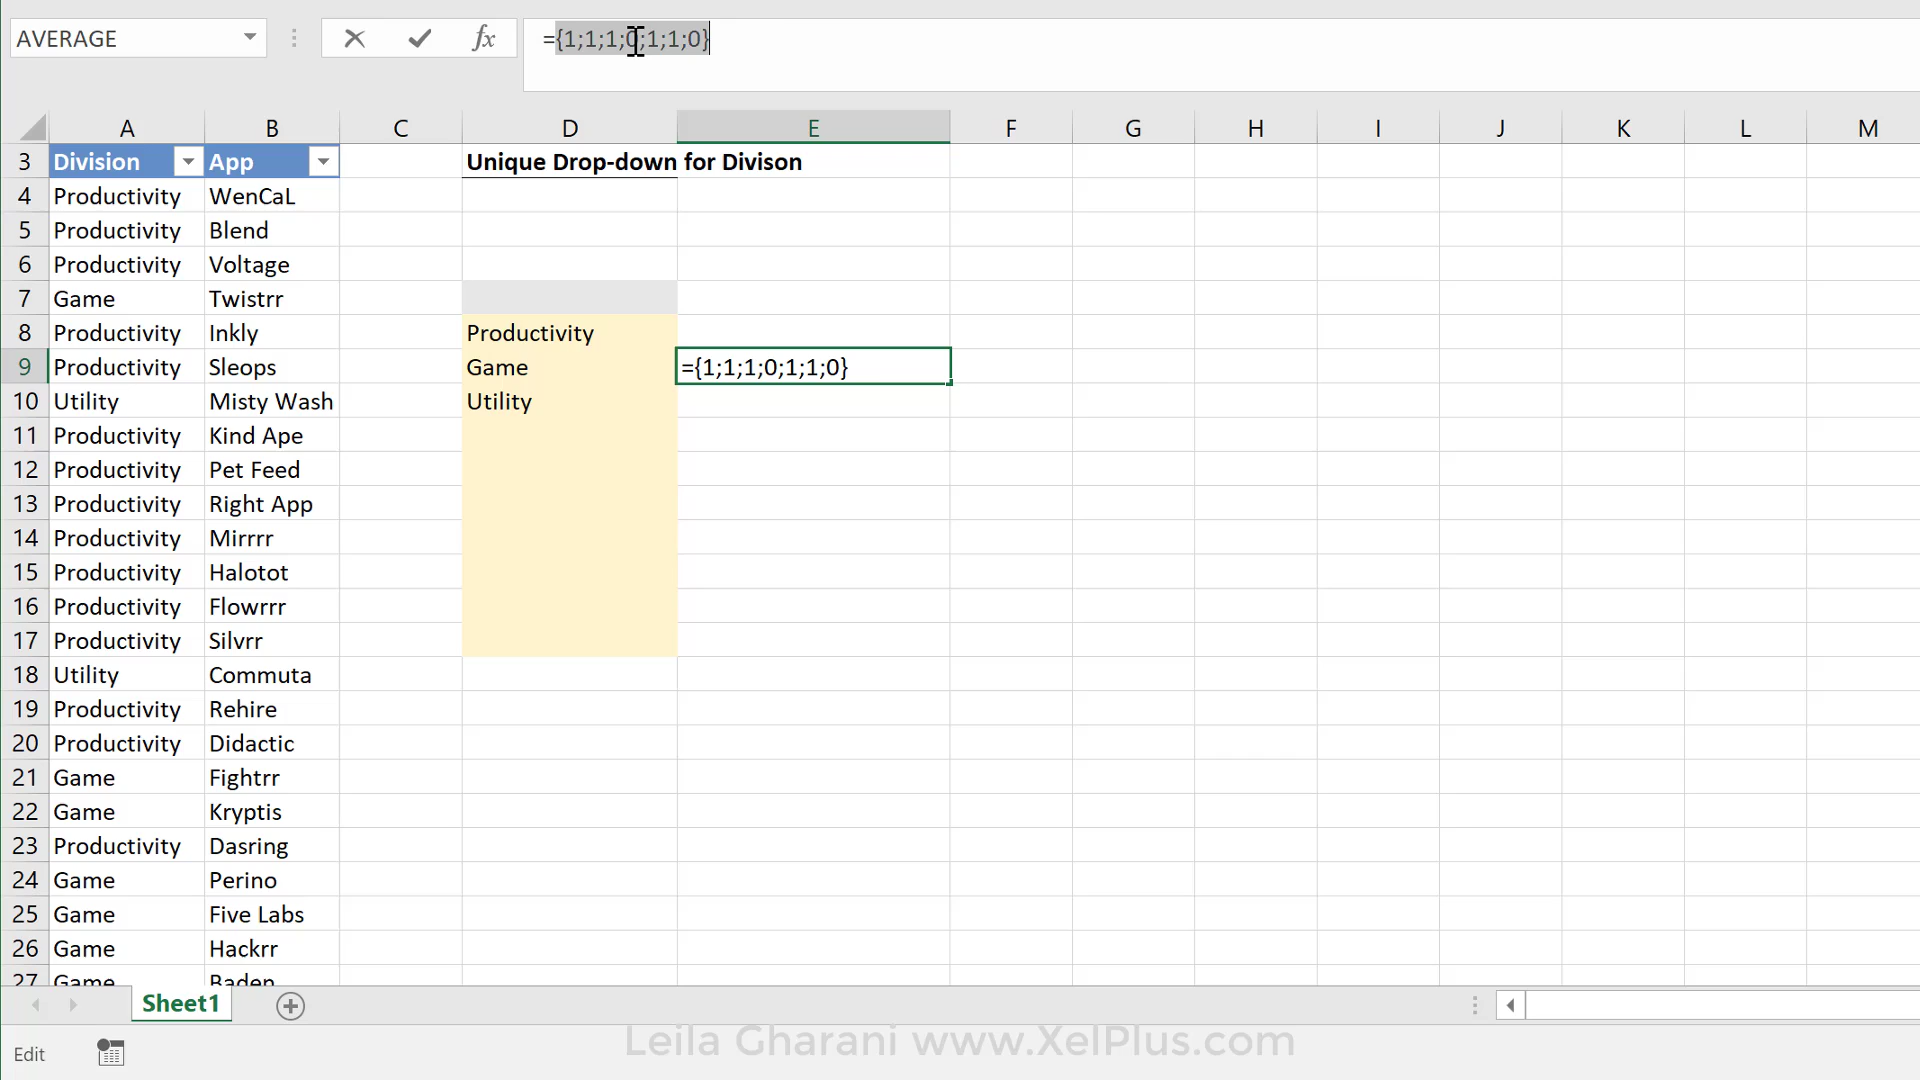 AVERAGE fx ={1;1;1;0;1;1;0}
A B C D E F G H I J K L M
3 Division App Unique Drop-down for Divison
4 Productivity WenCaL
5 Productivity Blend
6 Productivity Voltage
7 Game Twistrr
8 Productivity Inkly Productivity
9 Productivity Sleops Game ={1;1;1;0;1;1;0}
10 Utility Misty Wash Utility
11 Productivity Kind Ape
12 Productivity Pet Feed
13 Productivity Right App
14 Productivity Mirrrr
15 Productivity Halotot
16 Productivity Flowrrr
17 Productivity Silvrr
18 Utility Commuta
19 Productivity Rehire
20 Productivity Didactic
21 Game Fightrr
22 Game Kryptis
23 Productivity Dasring
24 Game Perino
25 Game Five Labs
26 Game Hackrr
27 Game Baden
Sheet1
Leila Gharani www.XelPlus.com
Edit